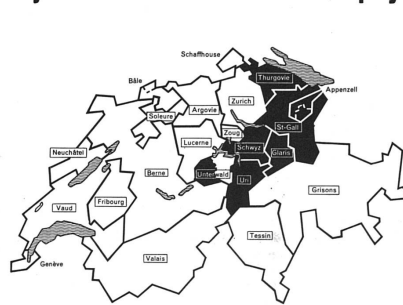 Schaffhouse
Thurgovie
Bâle
Appenzell
Zurich
Argovie
Soleure
St-Gall
Zoug
Lucerne
Schwyz
Glaris
Neuchâtel
Berne
Unterwald
Uri
Grisons
Fribourg
Vaud
Tessin
Valais
Genève